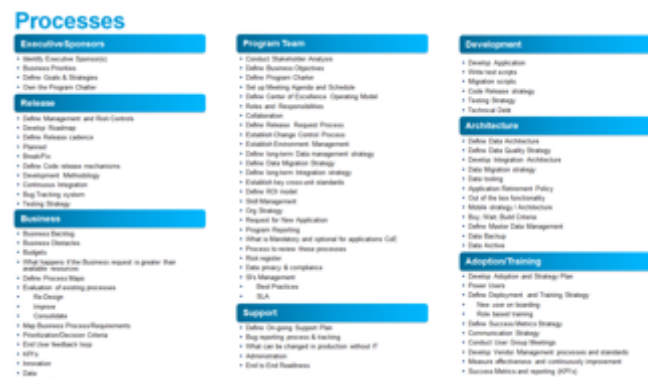 Processes
Executive Sponsors
• Identify Executive Sponsor(s)
• Business Priorities
• Define Goals & Strategies
• Own the Program Charter
Release
• Define Management and Risk Controls
• Develop Roadmap
• Define Release cadence
• Planned
• Break/Fix
• Define Code release mechanisms
• Development Methodology
• Continuous Integration
• Bug Tracking system
• Testing Strategy
Business
• Business Backlog
• Business Obstacles
• Budgets
• What happens if the Business request is greater than
available resources
• Define Process Maps
• Evaluation of existing processes
• Re-Design
• Improve
• Consolidate
• Map Business Process/Requirements
• Prioritization/Decision Criteria
• End User feedback loop
• KPI's
• Innovation
• Data
Program Team
• Conduct Stakeholder Analysis
• Define Business Objectives
• Define Program Charter
• Set up Meeting Agenda and Schedule
• Define Center of Excellence Operating Model
• Roles and Responsibilities
• Collaboration
• Define Release Request Process
• Establish Change Control Process
• Establish Environment Management
• Define long-term Data management strategy
• Define Data Migration Strategy
• Define long-term Integration strategy
• Establish key cross-unit standards
• Define ROI model
• Skill Management
• Org Strategy
• Request for New Application
• Program Reporting
• What is Mandatory and optional for applications CoE
• Process to review these processes
• Risk register
• Data privacy & compliance
• Management
• Best Practices
• SLA
Support
• Define On-going Support Plan
• Bug reporting process & tracking
• What can be changed in production without IT
• Administration
• End to End Readiness
Development
• Develop Application
• Write test scripts
• Migration scripts
• Code Release strategy
• Testing Strategy
• Technical Debt
Architecture
• Define Data Architecture
• Define Data Quality Strategy
• Develop Integration Architecture
• Data Migration strategy
• Data tooling
• Application Retirement Policy
• Out of the box functionality
• Mobile strategy / Architecture
• Buy, Wait, Build Criteria
• Define Master Data Management
• Data Backup
• Data Archive
Adoption/Training
• Develop Adoption and Strategy Plan
• Power Users
• Define Deployment and Training Strategy
• New user on boarding
• Role based training
• Define Success/Metrics Strategy
• Communication Strategy
• Conduct User Group Meetings
• Develop Vendor Management processes and standards
• Measure effectiveness and continuously improvement
• Success Metrics and reporting (KPI's)